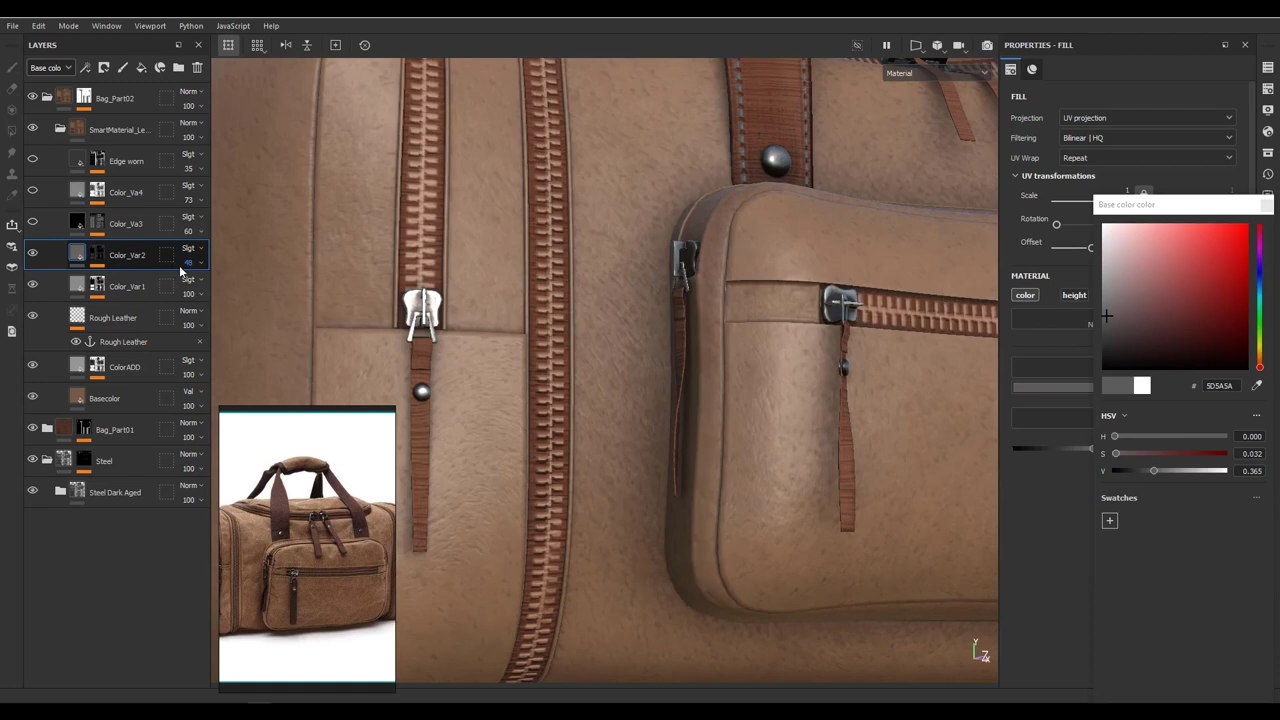 File Edit Mode Window Viewport Python JavaScript Help
LAYERS
Base colo
Bag_Part02 Norm
100
SmartMaterial_Le... Norm
100
Edge worn Slgt
35
Color_Va4 Slgt
73
Color_Va3 Slgt
60
Color_Var2 Slgt
48
Color_Var1 Slgt
100
Rough Leather Norm
100
Rough Leather
ColorADD Slgt
100
Basecolor Val
100
Bag_Part01 Norm
100
Steel Norm
100
Steel Dark Aged Norm
100
Material
Y
Z
X
PROPERTIES - FILL
FILL
Projection UV projection
Filtering Bilinear | HQ
UV Wrap Repeat
UV transformations
Scale 1
Rotation
Offset
MATERIAL
color height
N
Base color color
# 5D5A5A
HSV
H 0.000
S 0.032
V 0.365
Swatches